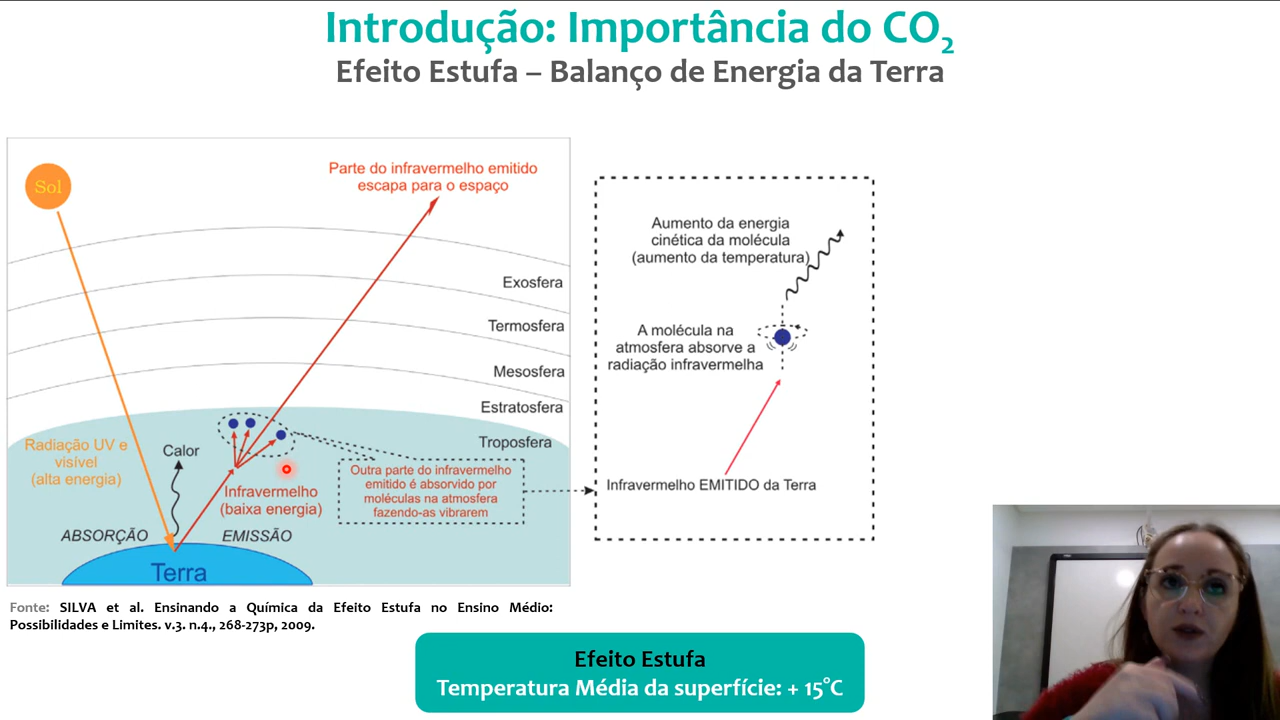 Introdução: Importância do CO2
Efeito Estufa – Balanço de Energia da Terra
Sol
Parte do infravermelho emitido
escapa para o espaço
Exosfera
Termosfera
Mesosfera
Estratosfera
Troposfera
Radiação UV e
visível
(alta energia)
Calor
Infravermelho
(baixa energia)
Outra parte do infravermelho
emitido é absorvido por
moléculas na atmosfera
fazendo-as vibrarem
ABSORÇÃO
EMISSÃO
Terra
Aumento da energia
cinética da molécula
(aumento da temperatura)
A molécula na
atmosfera absorve a
radiação infravermelha
Infravermelho EMITIDO da Terra
Fonte: SILVA et al. Ensinando a Química da Efeito Estufa no Ensino Médio:
Possibilidades e Limites. v.3. n.4., 268-273p, 2009.
Efeito Estufa
Temperatura Média da superfície: + 15°C